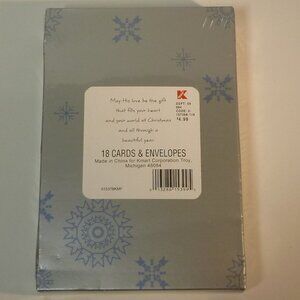 May His love be the gift
that fills your heart
and your world at Christmas
and all through a
beautiful year.
18 CARDS & ENVELOPES
Made in China for Kmart Corporation Troy,
Michigan 48084
K
$4.99